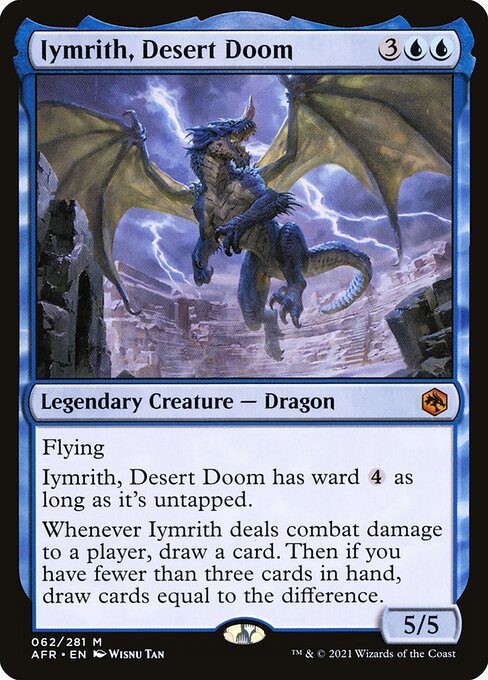 Iymrith, Desert Doom 3
Legendary Creature — Dragon
Flying
Iymrith, Desert Doom has ward 4 as
long as it's untapped.
Whenever Iymrith deals combat damage
to a player, draw a card. Then if you
have fewer than three cards in hand,
draw cards equal to the difference.
5/5
062/281 M
AFR • EN Wisnu Tan
™ & © 2021 Wizards of the Coast